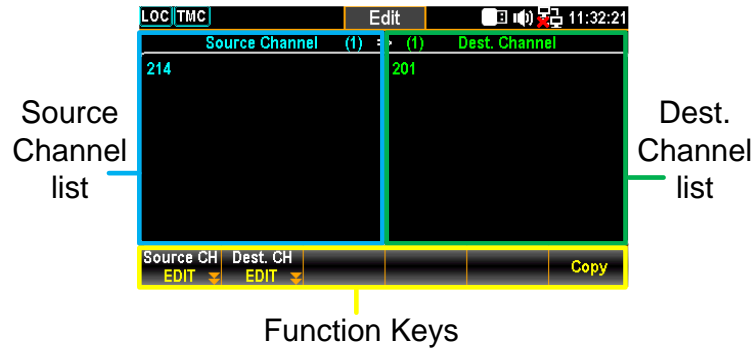 LOC TMC Edit 11:32:21
Source Channel (1) => (1) Dest. Channel
214 201
Source
Channel
list
Dest.
Channel
list
Source CH Dest. CH
EDIT EDIT Copy
Function Keys